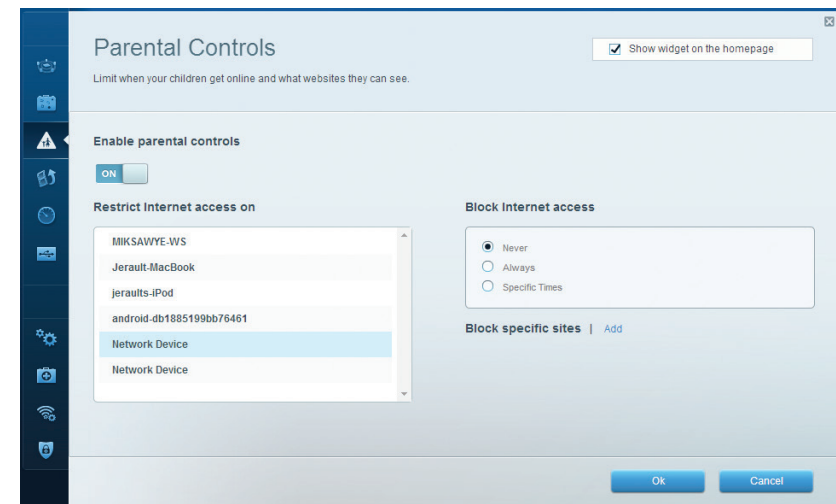 Parental Controls
Show widget on the homepage
Limit when your children get online and what websites they can see.
Enable parental controls
ON
Restrict Internet access on
MIKSAWYE-WS
Jerault-MacBook
jeraults-iPod
android-db1885199bb76461
Network Device
Network Device
Block Internet access
Never
Always
Specific Times
Block specific sites | Add
Ok
Cancel